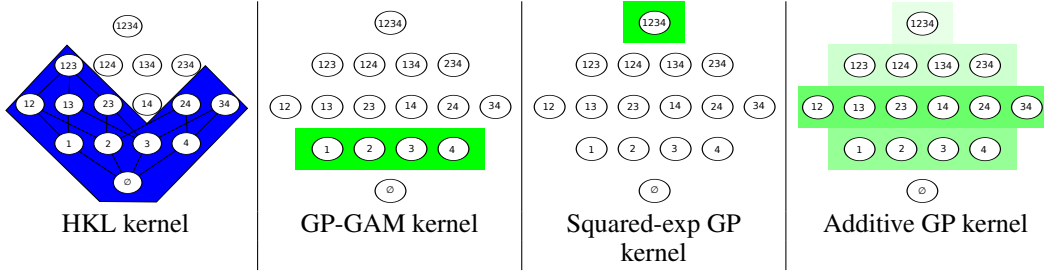 1234
123 124 134 234
12 13 23 14 24 34
1 2 3 4
∅
HKL kernel
1234
123 124 134 234
12 13 23 14 24 34
1 2 3 4
∅
GP-GAM kernel
1234
123 124 134 234
12 13 23 14 24 34
1 2 3 4
∅
Squared-exp GP
kernel
1234
123 124 134 234
12 13 23 14 24 34
1 2 3 4
∅
Additive GP kernel